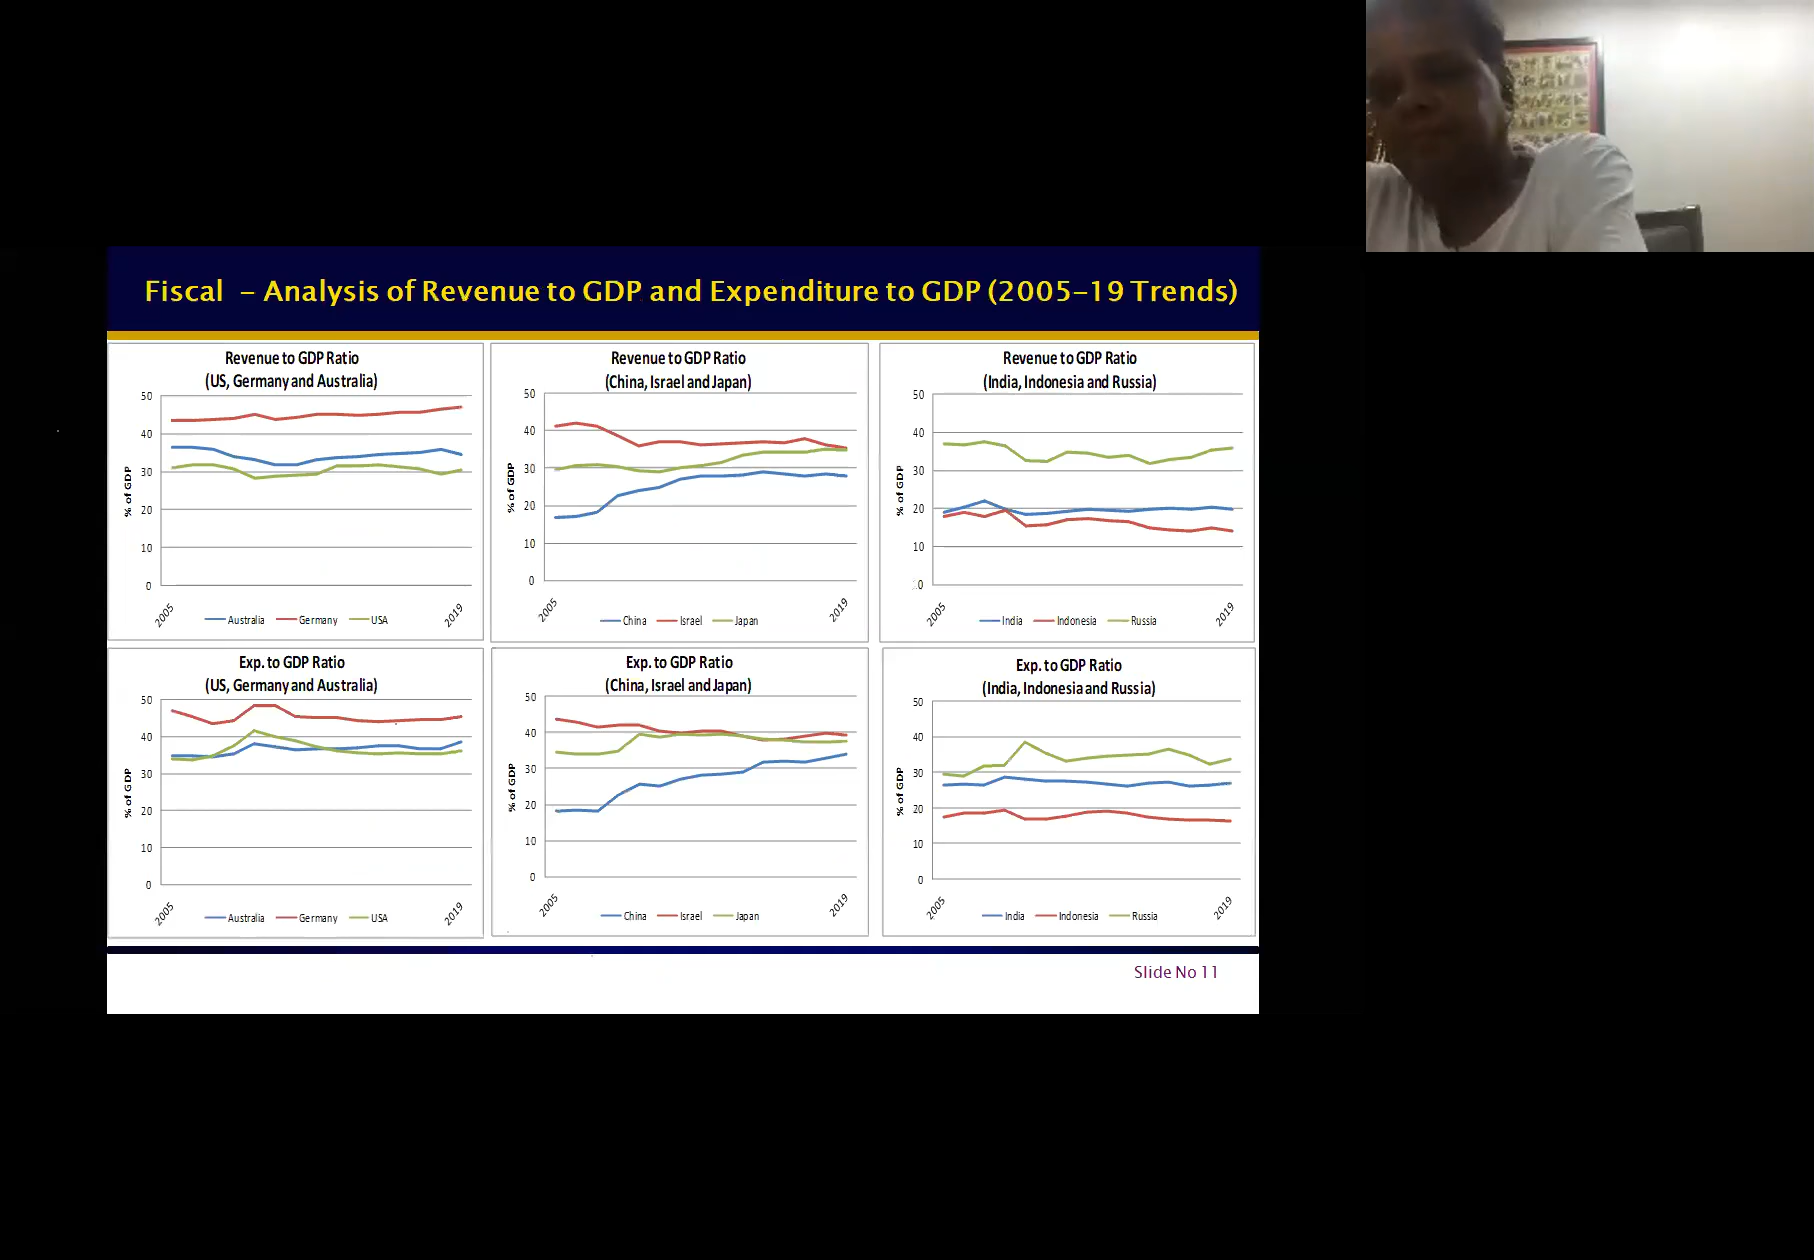 Fiscal – Analysis of Revenue to GDP and Expenditure to GDP (2005-19 Trends)
Revenue to GDP Ratio
(US, Germany and Australia)
50
40
30
20
10
0
% of GDP
2005
2019
Australia Germany USA
Revenue to GDP Ratio
(China, Israel and Japan)
50
40
30
20
10
0
% of GDP
2005
2019
China Israel Japan
Revenue to GDP Ratio
(India, Indonesia and Russia)
50
40
30
20
10
0
% of GDP
2005
2019
India Indonesia Russia
Exp. to GDP Ratio
(US, Germany and Australia)
50
40
30
20
10
0
% of GDP
2005
2019
Australia Germany USA
Exp. to GDP Ratio
(China, Israel and Japan)
50
40
30
20
10
0
% of GDP
2005
2019
China Israel Japan
Exp. to GDP Ratio
(India, Indonesia and Russia)
50
40
30
20
10
0
% of GDP
2005
2019
India Indonesia Russia
Slide No 11